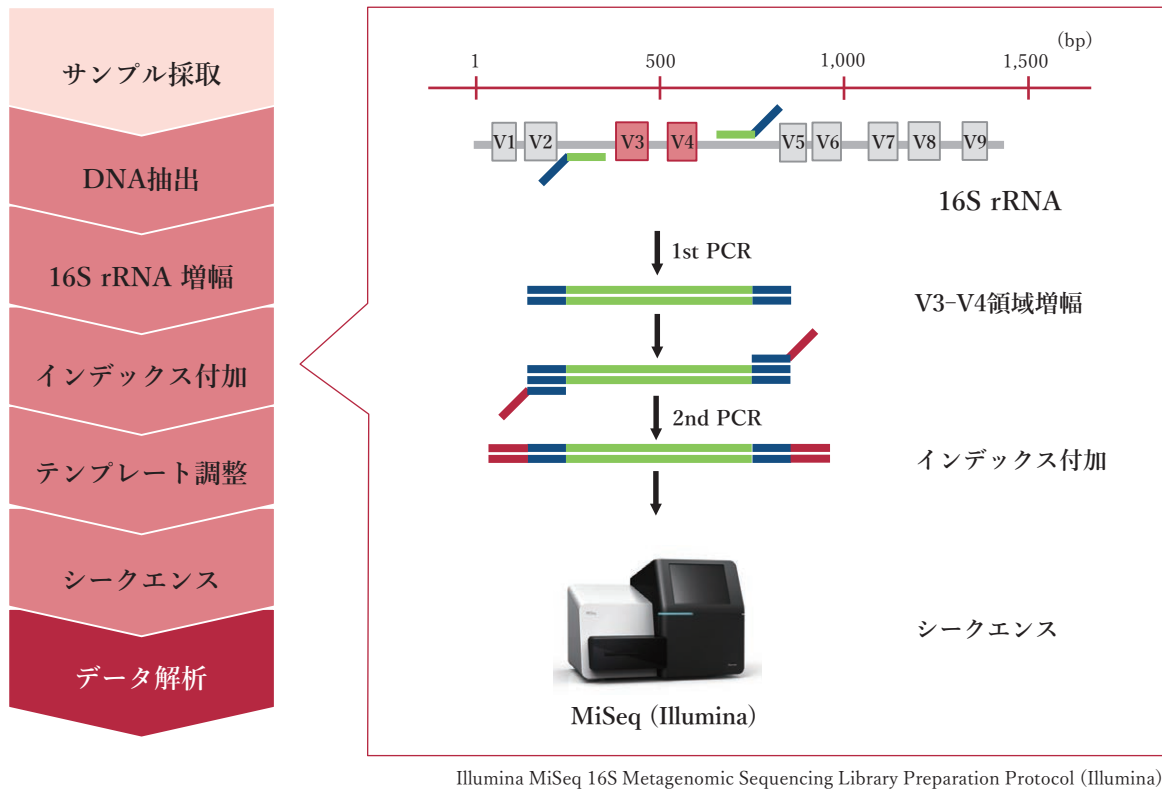 サンプル採取
DNA抽出
16S rRNA 増幅
インデックス付加
テンプレート調整
シークエンス
データ解析
(bp)
1 500 1,000 1,500
V1 V2 V3 V4 V5 V6 V7 V8 V9
16S rRNA
1st PCR
V3-V4領域増幅
2nd PCR
インデックス付加
シークエンス
MiSeq (Illumina)
Illumina MiSeq 16S Metagenomic Sequencing Library Preparation Protocol (Illumina)